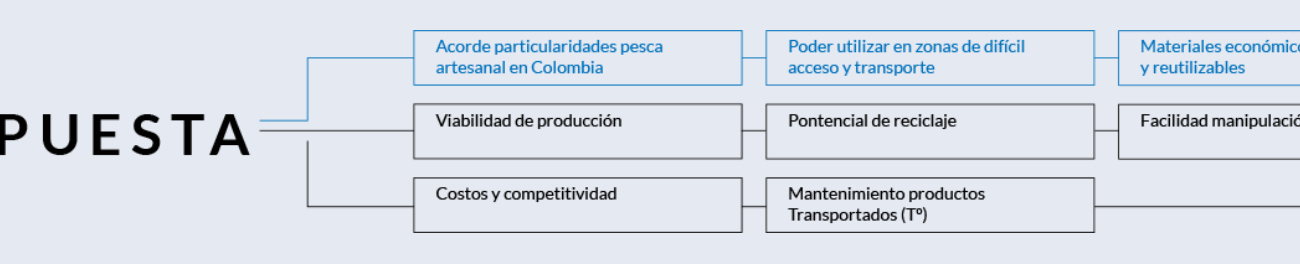 PUESTA
Acorde particularidades pesca
artesanal en Colombia
Poder utilizar en zonas de difícil
acceso y transporte
Materiales económico
y reutilizables
Viabilidad de producción
Pontencial de reciclaje
Facilidad manipulació
Costos y competitividad
Mantenimiento productos
Transportados (Tº)